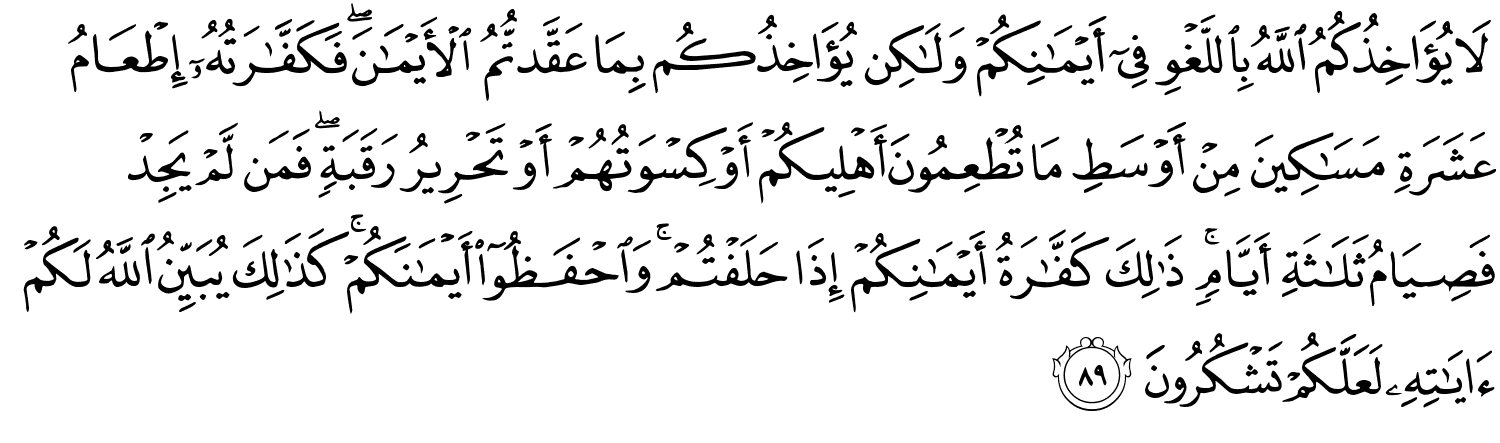 لَا يُؤَاخِذُكُمُ ٱللَّهُ بِٱللَّغْوِ فِىٓ أَيْمَـٰنِكُمْ وَلَـٰكِن يُؤَاخِذُكُم بِمَا عَقَّدتُّمُ ٱلْأَيْمَـٰنَ ۖ فَكَفَّـٰرَتُهُۥٓ إِطْعَامُ
عَشَرَةِ مَسَـٰكِينَ مِنْ أَوْسَطِ مَا تُطْعِمُونَ أَهْلِيكُمْ أَوْ كِسْوَتُهُمْ أَوْ تَحْرِيرُ رَقَبَةٍ ۖ فَمَن لَّمْ يَجِدْ
فَصِيَامُ ثَلَـٰثَةِ أَيَّامٍ ۚ ذَٰلِكَ كَفَّـٰرَةُ أَيْمَـٰنِكُمْ إِذَا حَلَفْتُمْ ۚ وَٱحْفَظُوٓا۟ أَيْمَـٰنَكُمْ ۚ كَذَٰلِكَ يُبَيِّنُ ٱللَّهُ لَكُمْ
ءَايَـٰتِهِۦ لَعَلَّكُمْ تَشْكُرُونَ ٨٩